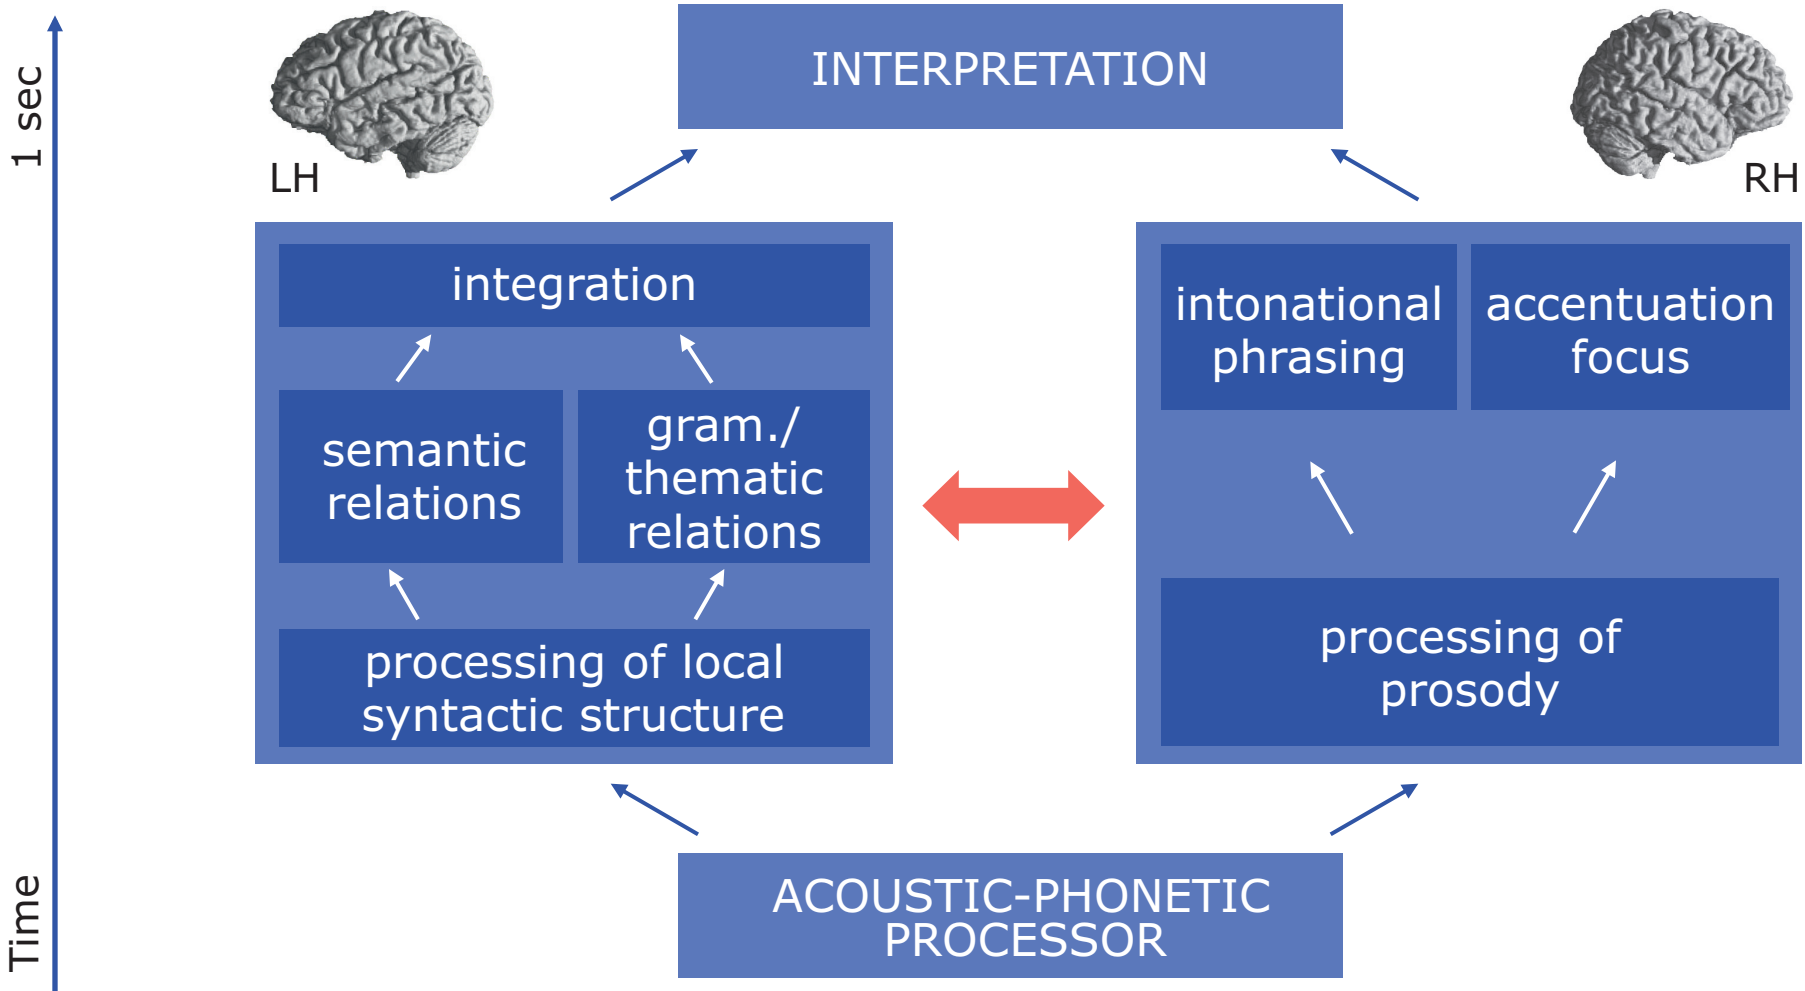 1 sec
Time
INTERPRETATION
LH
RH
integration
semantic
relations
gram./
thematic
relations
processing of local
syntactic structure
intonational
phrasing
accentuation
focus
processing of
prosody
ACOUSTIC-PHONETIC
PROCESSOR